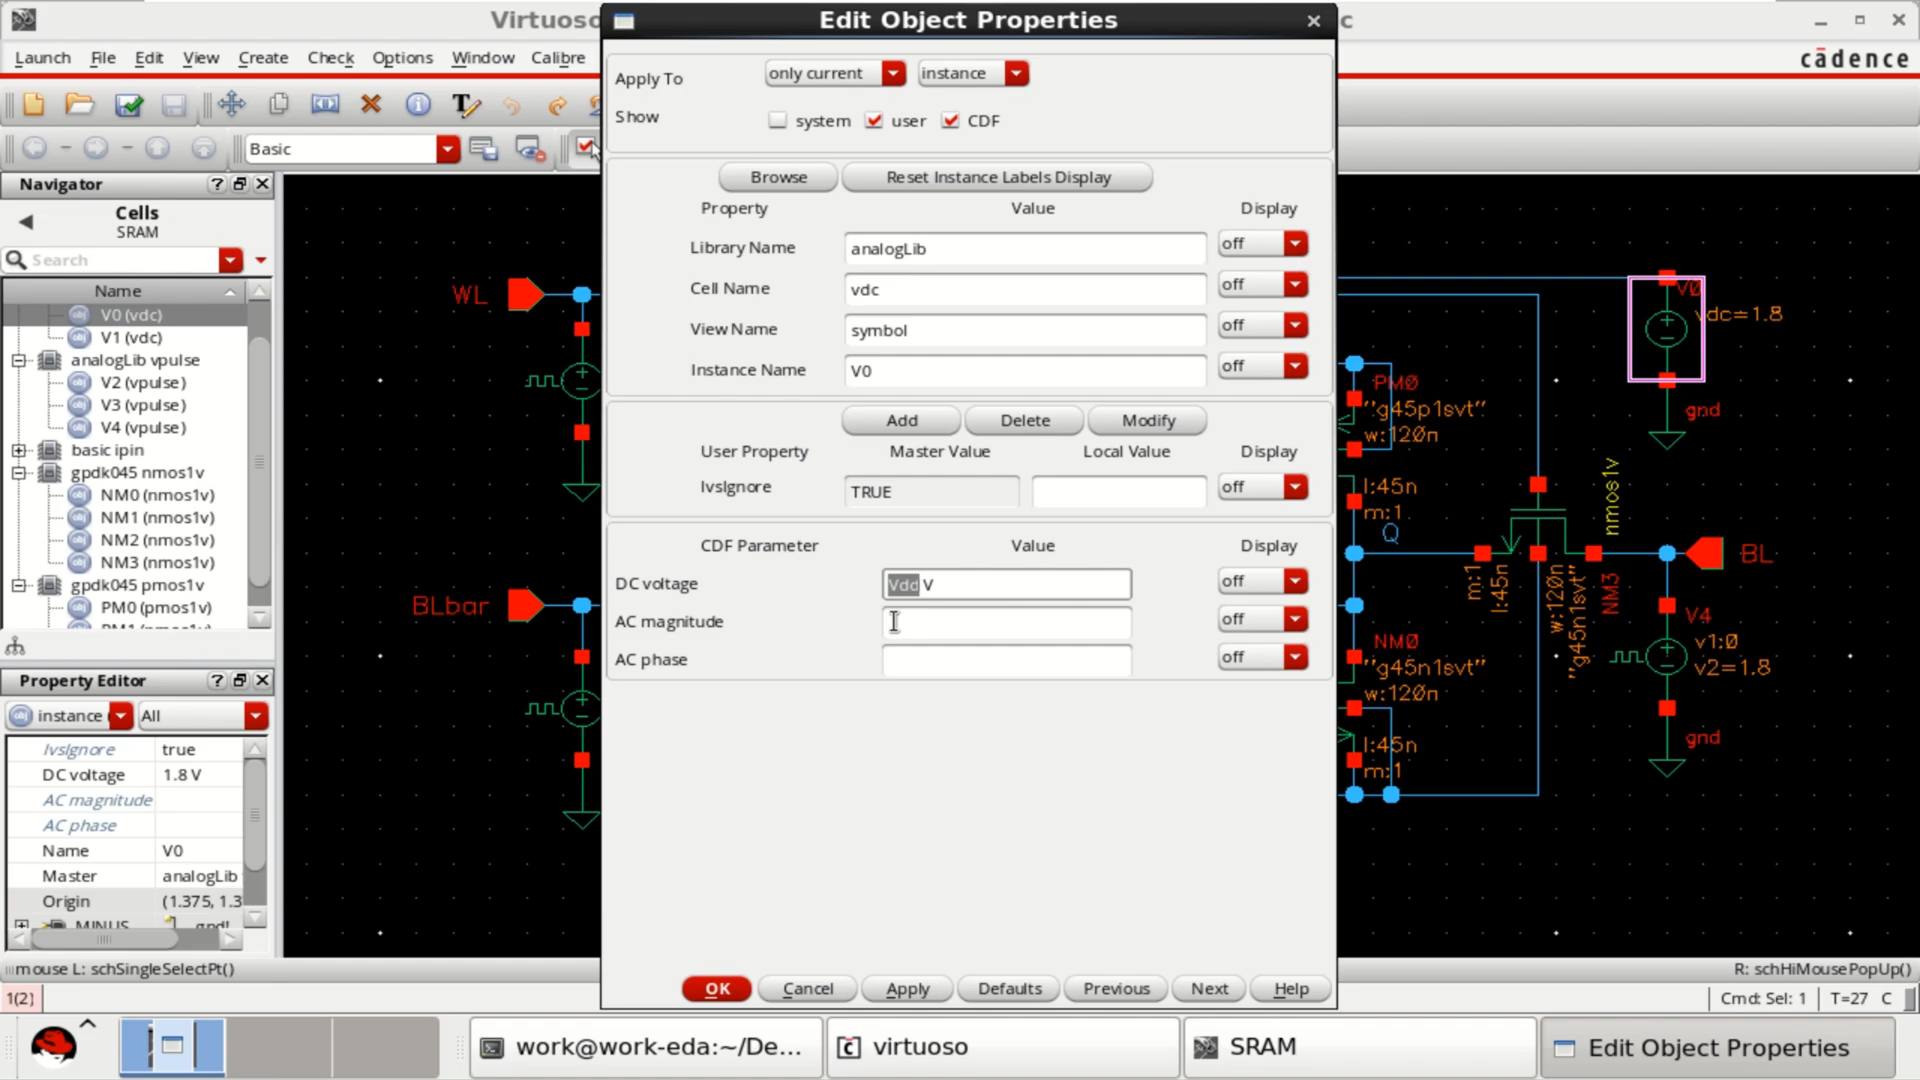 Virtuoso
Edit Object Properties
Launch File Edit View Create Check Options Window Calibre
cādence
Basic
Navigator
Cells
SRAM
Search
Name
V0 (vdc)
V1 (vdc)
analogLib vpulse
V2 (vpulse)
V3 (vpulse)
V4 (vpulse)
basic ipin
gpdk045 nmos1v
NM0 (nmos1v)
NM1 (nmos1v)
NM2 (nmos1v)
NM3 (nmos1v)
gpdk045 pmos1v
PM0 (pmos1v)
PM1 (pmos1v)
Property Editor
instance All
lvsIgnore true
DC voltage 1.8 V
AC magnitude
AC phase
Name V0
Master analogLib
Origin (1.375, 1.3
MINUS gnd!
WL
BLbar
Apply To only current instance
Show system user CDF
Browse Reset Instance Labels Display
Property Value Display
Library Name analogLib off
Cell Name vdc off
View Name symbol off
Instance Name V0 off
Add Delete Modify
User Property Master Value Local Value Display
lvsIgnore TRUE off
CDF Parameter Value Display
DC voltage Vdd V off
AC magnitude off
AC phase off
OK Cancel Apply Defaults Previous Next Help
V0
vdc=1.8
gnd
PM0
"g45p1svt"
w:120n
l:45n
m:1
Q
nmos1v
m:1
l:45n
w:120n
"g45n1svt"
NM3
BL
V4
v1:0
v2=1.8
gnd
NM0
"g45n1svt"
w:120n
l:45n
m:1
mouse L: schSingleSelectPt()
R: schHiMousePopUp()
1(2)
Cmd: Sel: 1 T=27 C
work@work-eda:~/De...
virtuoso
SRAM
Edit Object Properties